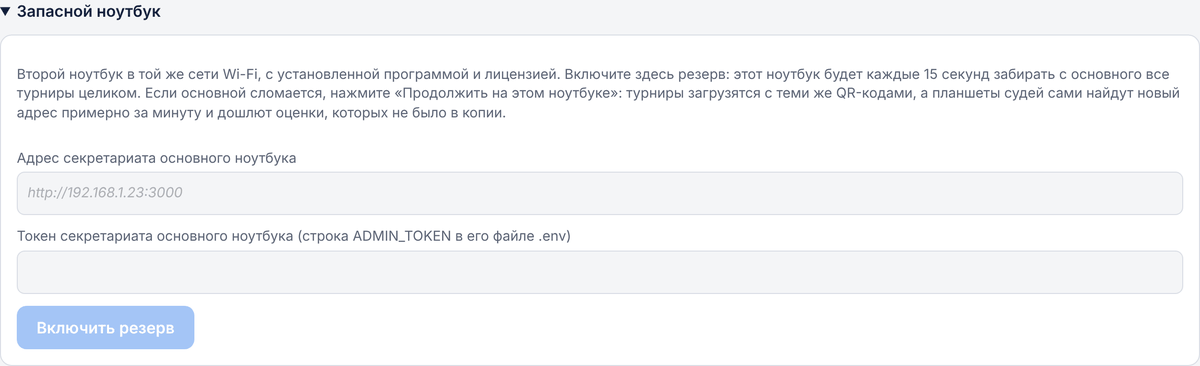 Запасной ноутбук
Второй ноутбук в той же сети Wi-Fi, с установленной программой и лицензией. Включите здесь резерв: этот ноутбук будет каждые 15 секунд забирать с основного все
турниры целиком. Если основной сломается, нажмите «Продолжить на этом ноутбуке»: турниры загрузятся с теми же QR-кодами, а планшеты судей сами найдут новый
адрес примерно за минуту и дошлют оценки, которых не было в копии.
Адрес секретариата основного ноутбука
http://192.168.1.23:3000
Токен секретариата основного ноутбука (строка ADMIN_TOKEN в его файле .env)
Включить резерв